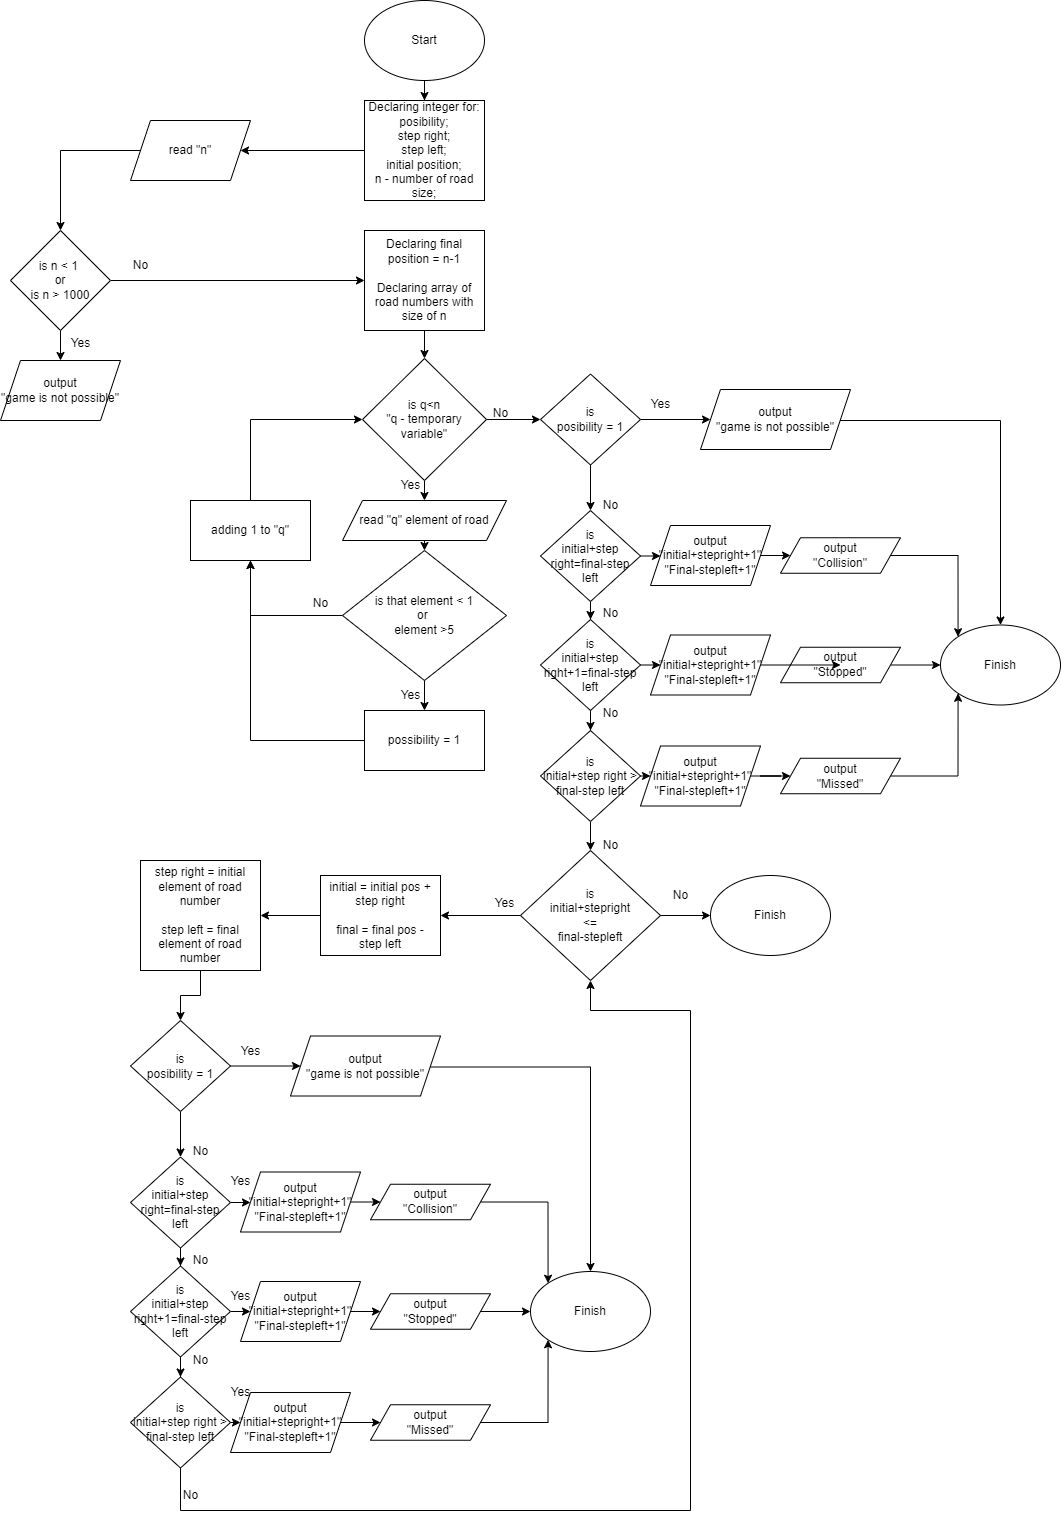 Start
Declaring integer for:
posibility;
step right;
step left;
initial position;
n - number of road
size;
read "n"
is n < 1
or
is n > 1000
No
Yes
output
"game is not possible"
Declaring final
position = n-1
Declaring array of
road numbers with
size of n
is q<n
"q - temporary
variable"
No
Yes
adding 1 to "q"
read "q" element of road
is that element < 1
or
element >5
No
Yes
possibility = 1
is
posibility = 1
Yes
output
"game is not possible"
No
is
initial+step
right=final-step
left
output
"initial+stepright+1"
"Final-stepleft+1"
output
"Collision"
No
is
initial+step
right+1=final-step
left
output
"initial+stepright+1"
"Final-stepleft+1"
output
"Stopped"
Finish
No
is
initial+step right >
final-step left
output
"initial+stepright+1"
"Final-stepleft+1"
output
"Missed"
No
is
initial+stepright
<=
final-stepleft
No
Finish
Yes
initial = initial pos +
step right
final = final pos -
step left
step right = initial
element of road
number
step left = final
element of road
number
is
posibility = 1
Yes
output
"game is not possible"
No
is
initial+step
right=final-step
left
Yes
output
"initial+stepright+1"
"Final-stepleft+1"
output
"Collision"
No
is
initial+step
right+1=final-step
left
Yes
output
"initial+stepright+1"
"Final-stepleft+1"
output
"Stopped"
Finish
No
is
initial+step right >
final-step left
Yes
output
"initial+stepright+1"
"Final-stepleft+1"
output
"Missed"
No